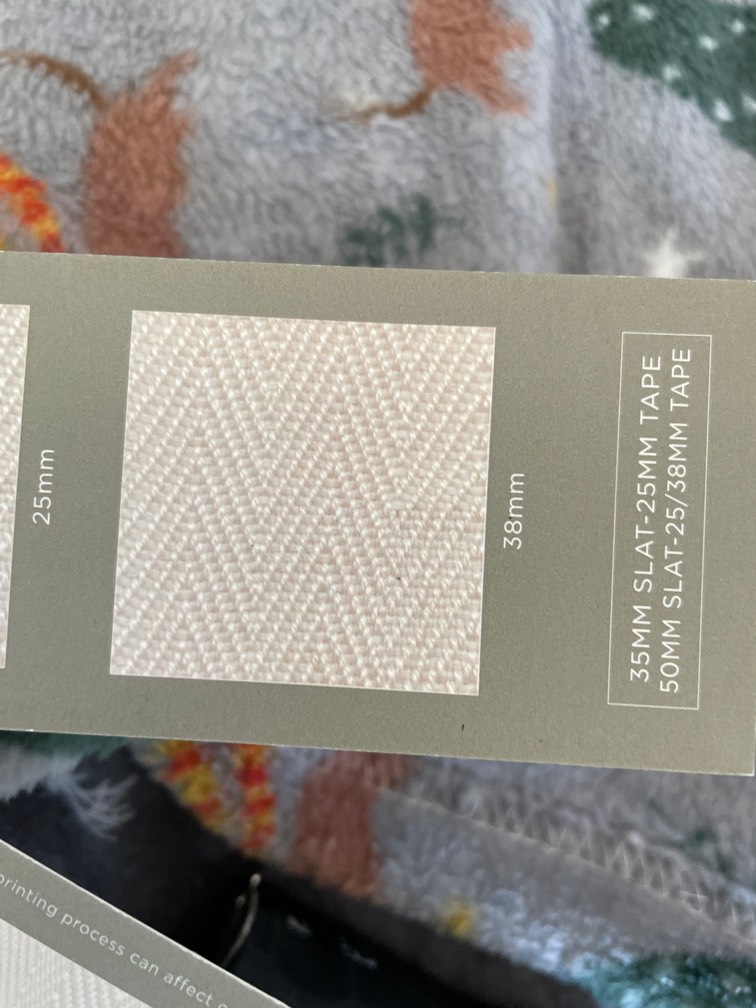 25mm
38mm
35MM SLAT-25MM TAPE
50MM SLAT-25/38MM TAPE
printing process can affect